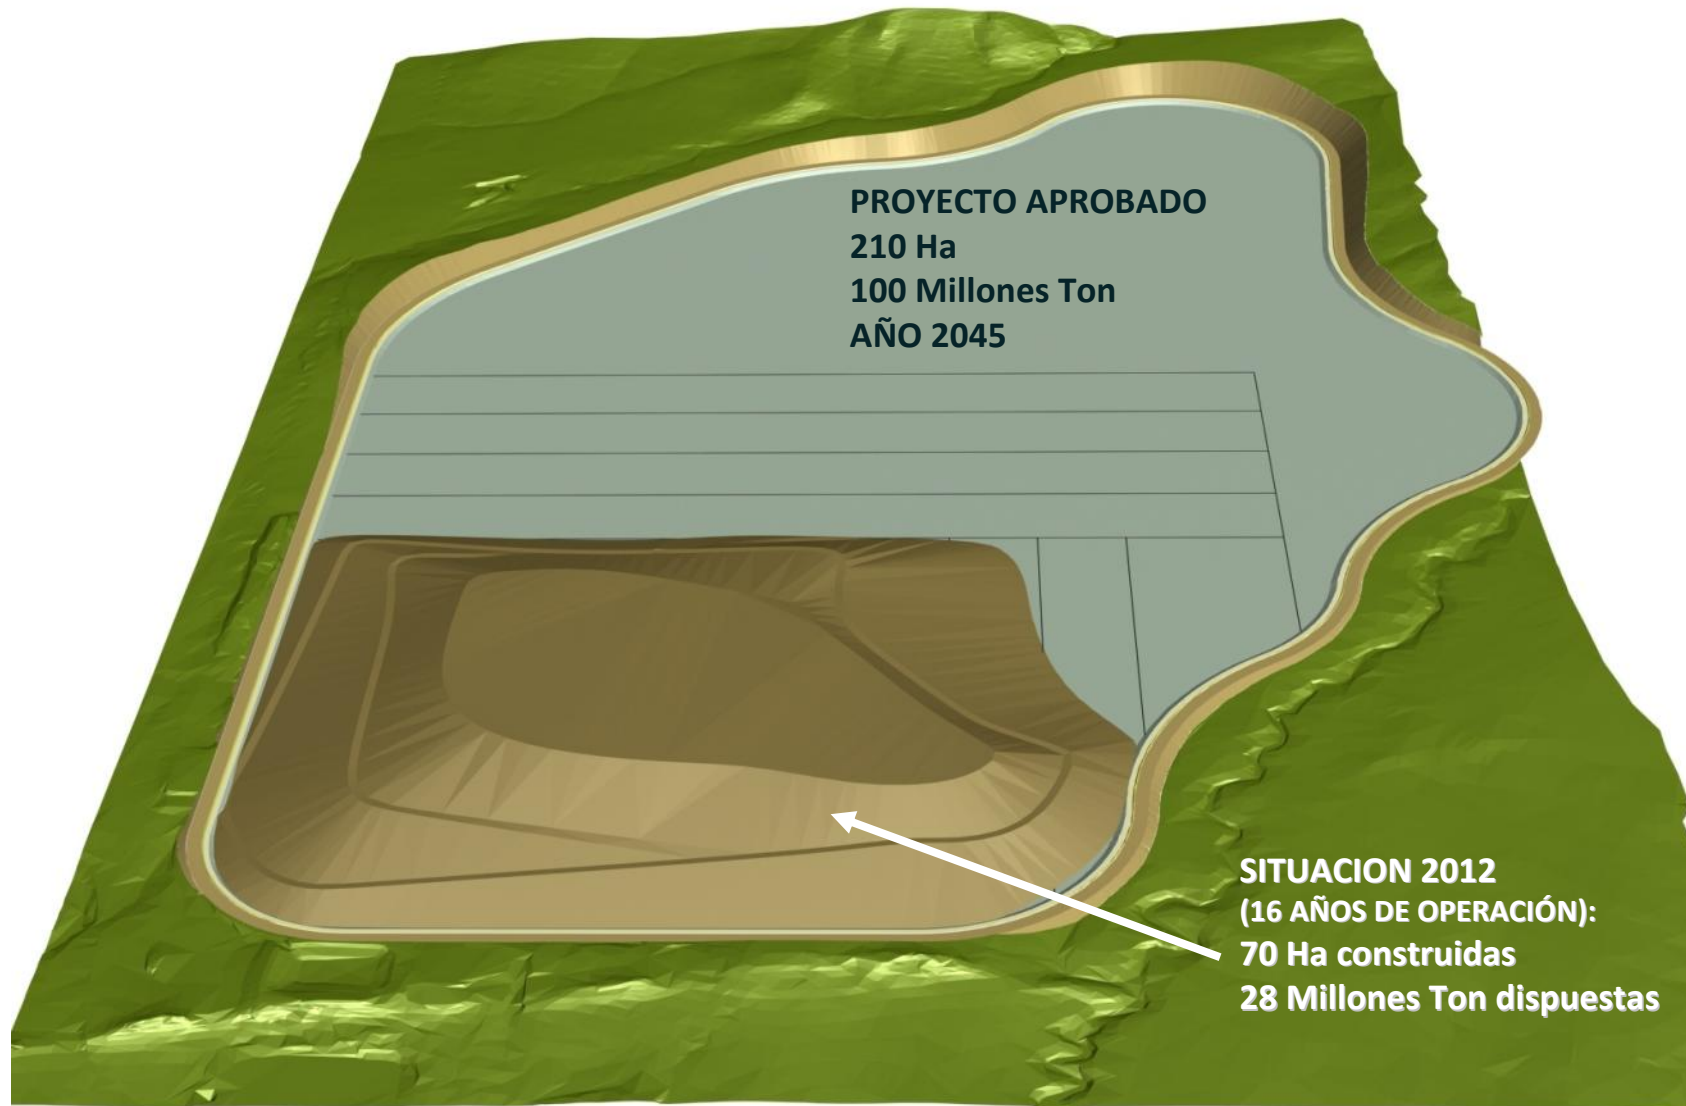 PROYECTO APROBADO
210 Ha
100 Millones Ton
AÑO 2045
SITUACION 2012
(16 AÑOS DE OPERACIÓN):
70 Ha construidas
28 Millones Ton dispuestas